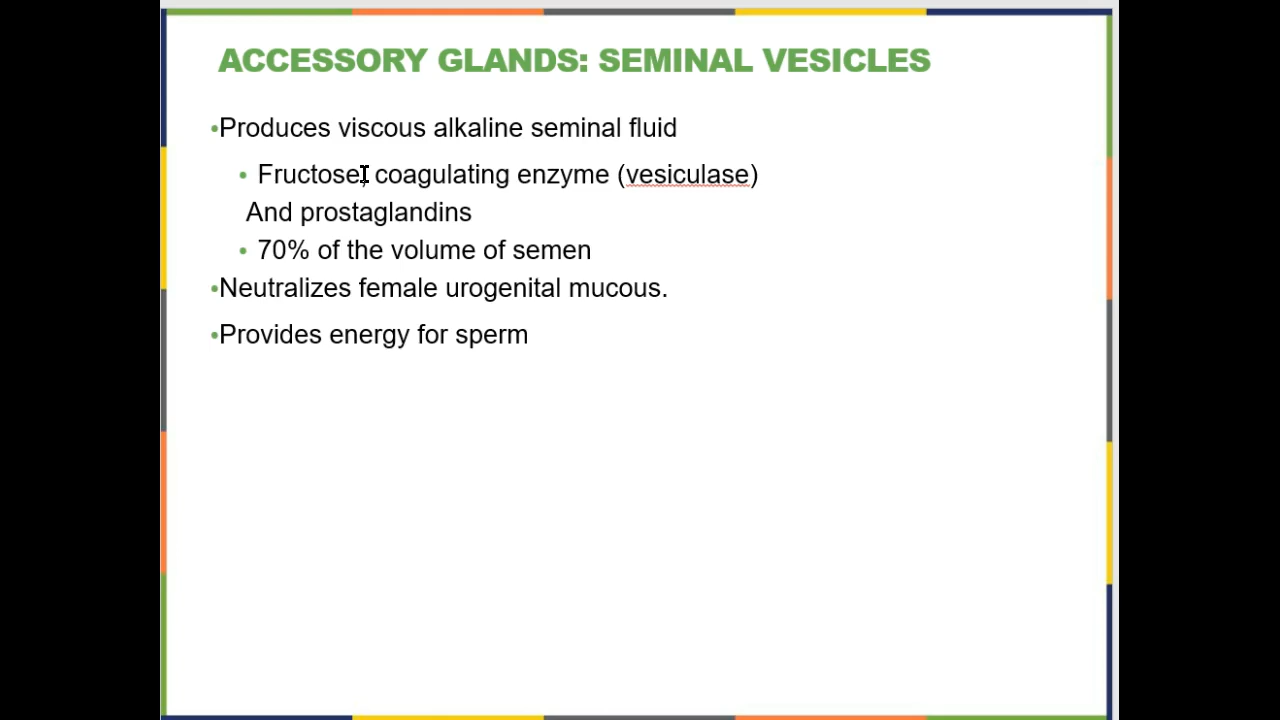 ACCESSORY GLANDS: SEMINAL VESICLES
•Produces viscous alkaline seminal fluid
• Fructose, coagulating enzyme (vesiculase)
And prostaglandins
• 70% of the volume of semen
•Neutralizes female urogenital mucous.
•Provides energy for sperm